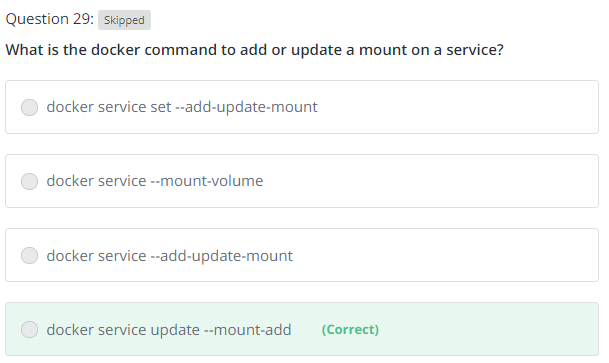 Question 29: Skipped
What is the docker command to add or update a mount on a service?
docker service set --add-update-mount
docker service --mount-volume
docker service --add-update-mount
docker service update --mount-add (Correct)